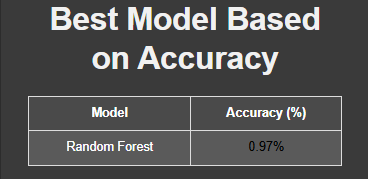 Best Model Based
on Accuracy
Model Accuracy (%)
Random Forest 0.97%